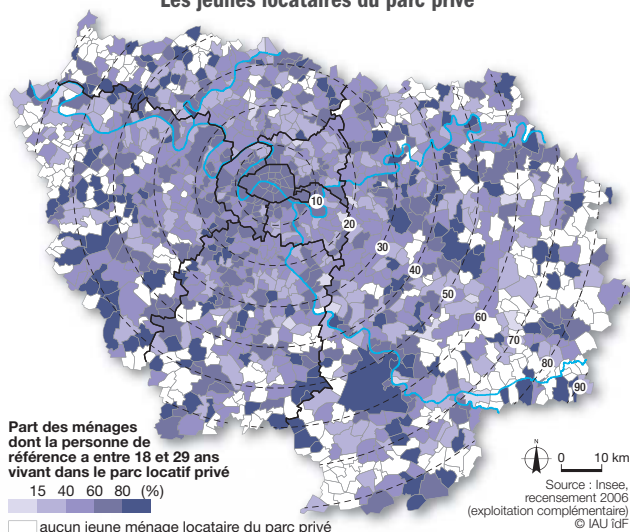 Les jeunes locataires du parc privé
10
20
30
40
50
60
70
80
90
Part des ménages
dont la personne de
référence a entre 18 et 29 ans
vivant dans le parc locatif privé
15 40 60 80 (%)
aucun jeune ménage locataire du parc privé
N
0 10 km
Source : Insee,
recensement 2006
(exploitation complémentaire)
© IAU îdF